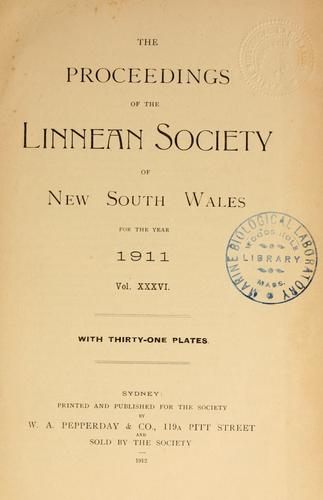 THE
PROCEEDINGS
OF THE
LINNEAN SOCIETY
OF
NEW SOUTH WALES
FOR THE YEAR
1911
VOL. XXXVI.
WITH THIRTY-ONE PLATES.
SYDNEY:
PRINTED AND PUBLISHED FOR THE SOCIETY
BY
W. A. PEPPERDAY & CO., 119A PITT STREET
AND
SOLD BY THE SOCIETY
1912
MARINE BIOLOGICAL LABORATORY
WOODS HOLE
LIBRARY
MASS.